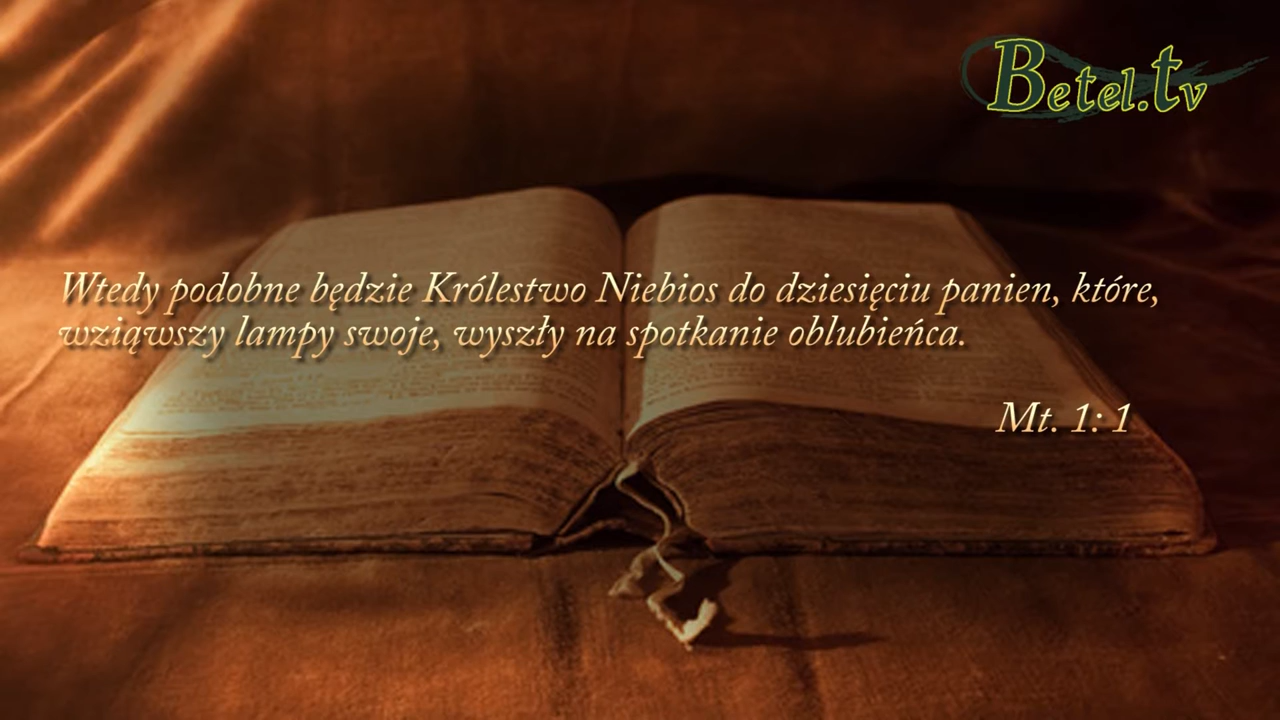 Betel.tv
Wtedy podobne będzie Królestwo Niebios do dziesięciu panien, które,
wziąwszy lampy swoje, wyszły na spotkanie oblubieńca.
Mt. 1: 1